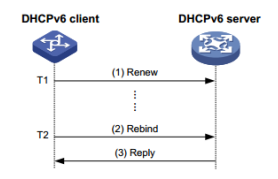 DHCPv6 client DHCPv6 server
(1) Renew
T1
(2) Rebind
T2
(3) Reply